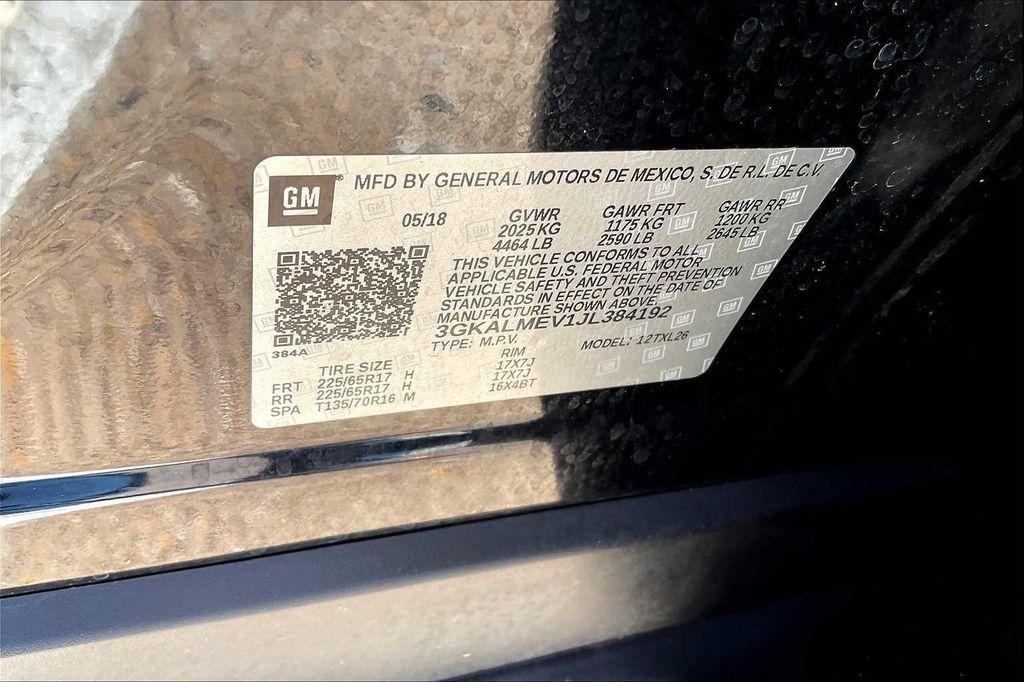 GM MFD BY GENERAL MOTORS DE MEXICO, S. DE R.L. DE C.V.
05/18 GVWR GAWR FRT GAWR RR
2025 KG 1175 KG 1200 KG
4464 LB 2590 LB 2645 LB
THIS VEHICLE CONFORMS TO ALL
APPLICABLE U.S. FEDERAL MOTOR
VEHICLE SAFETY AND THEFT PREVENTION
STANDARDS IN EFFECT ON THE DATE OF
MANUFACTURE SHOWN ABOVE.
3GKALMEV1JL384192
384A TYPE: M.P.V. MODEL: 12TXL26
TIRE SIZE RIM
FRT 225/65R17 H 17X7J
RR 225/65R17 H 17X7J
SPA T135/70R16 M 16X4BT